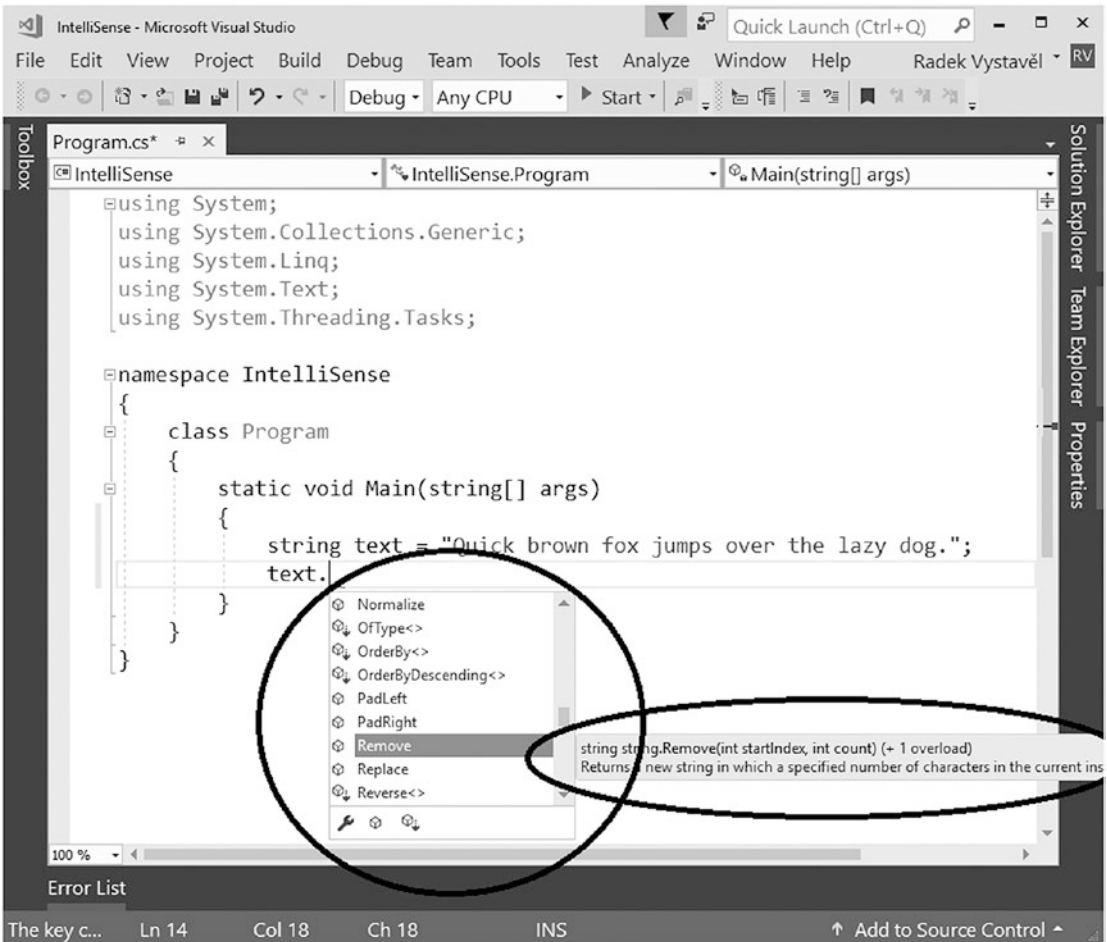 IntelliSense - Microsoft Visual Studio
Quick Launch (Ctrl+Q)
File Edit View Project Build Debug Team Tools Test Analyze Window Help Radek Vystavěl RV
Debug Any CPU Start
Toolbox
Program.cs*
IntelliSense IntelliSense.Program Main(string[] args)
using System;
using System.Collections.Generic;
using System.Linq;
using System.Text;
using System.Threading.Tasks;
namespace IntelliSense
{
class Program
{
static void Main(string[] args)
{
string text = "Quick brown fox jumps over the lazy dog.";
text.
}
}
}
Normalize
OfType<>
OrderBy<>
OrderByDescending<>
PadLeft
PadRight
Remove
Replace
Reverse<>
string string.Remove(int startIndex, int count) (+ 1 overload)
Returns a new string in which a specified number of characters in the current ins
Solution Explorer
Team Explorer
Properties
100 %
Error List
The key c... Ln 14 Col 18 Ch 18 INS Add to Source Control